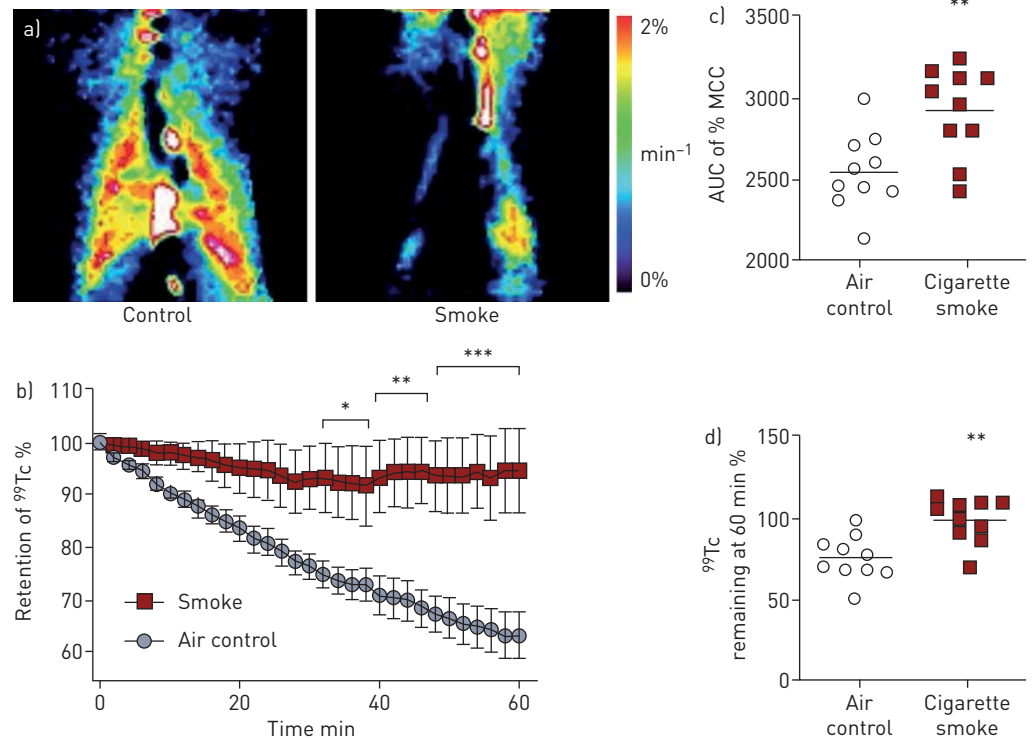 a)
2%
min⁻¹
0%
Control
Smoke
b)
***
**
*
110
100
90
80
70
60
Retention of ⁹⁹Tc %
Smoke
Air control
0
20
40
60
Time min
c)
**
3500
3000
2500
2000
AUC of % MCC
Air
control
Cigarette
smoke
d)
**
150
100
50
0
⁹⁹Tc
remaining at 60 min %
Air
control
Cigarette
smoke